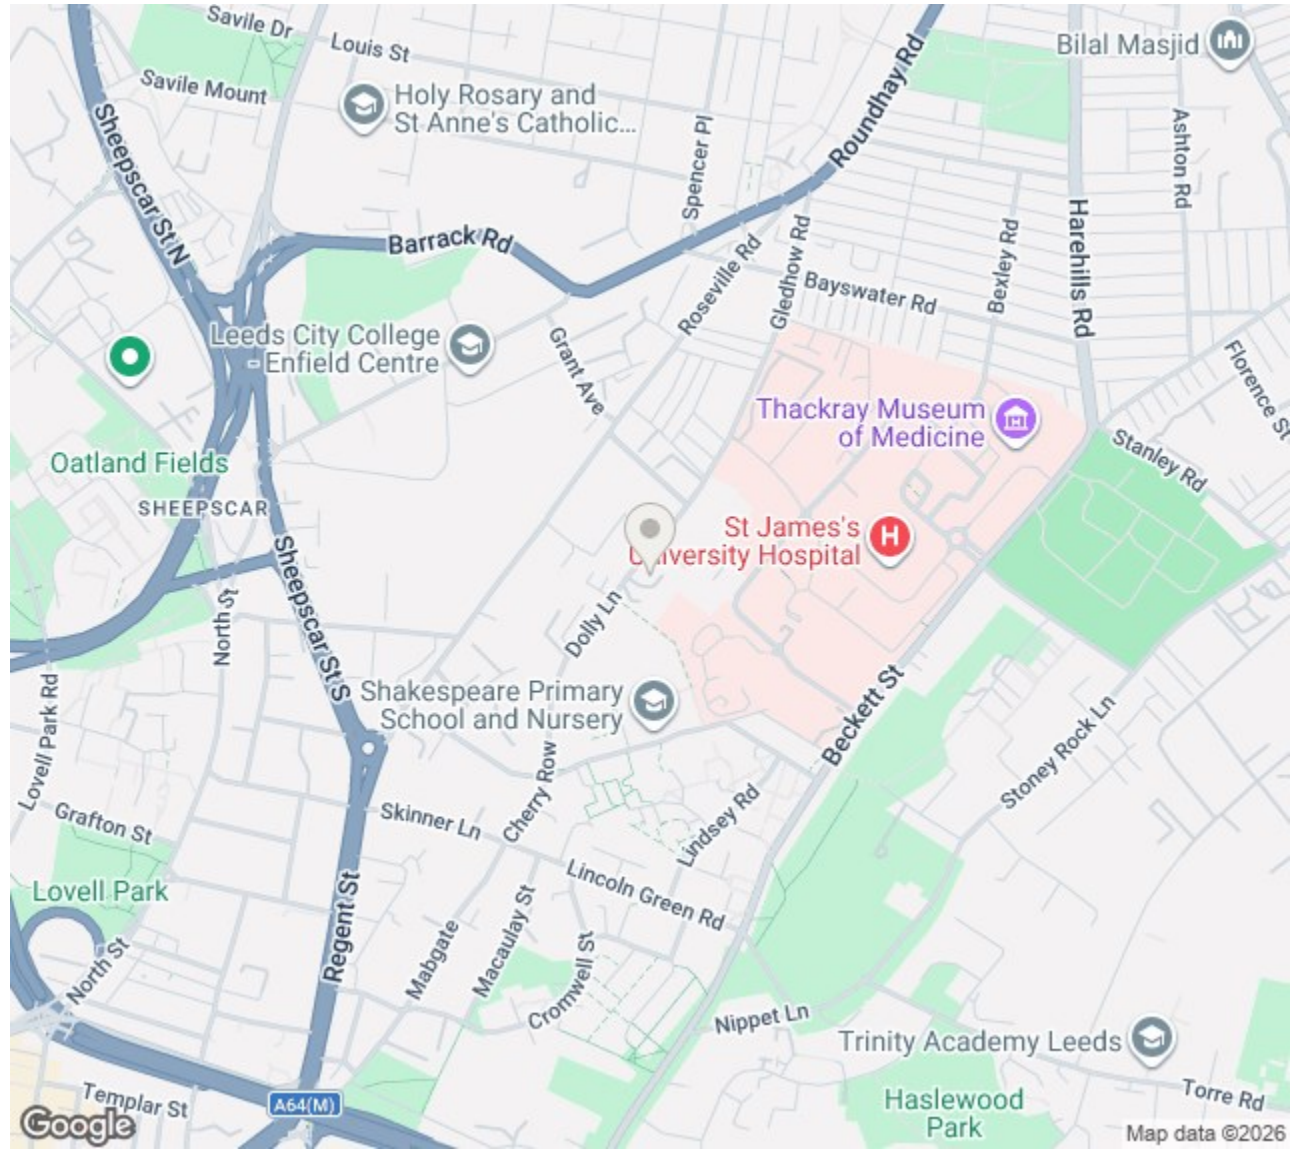 Savile Dr
Louis St
Bilal Masjid
Savile Mount
Holy Rosary and
St Anne's Catholic...
Roundhay Rd
Sheepscar St N
Spencer Pl
Ashton Rd
Barrack Rd
Harehills Rd
Roseville Rd
Gledhow Rd
Bexley Rd
Bayswater Rd
Leeds City College
- Enfield Centre
Grant Ave
Florence St
Thackray Museum
of Medicine
Stanley Rd
Oatland Fields
SHEEPSCAR
St James's
University Hospital
H
Sheepscar St S
North St
Dolly Ln
Shakespeare Primary
School and Nursery
Beckett St
Lovell Park Rd
Stoney Rock Ln
Grafton St
Skinner Ln
Cherry Row
Lindsey Rd
Lovell Park
Lincoln Green Rd
Regent St
Mabgate
Macaulay St
North St
Cromwell St
Nippet Ln
Trinity Academy Leeds
Haslewood
Park
Torre Rd
Templar St
A64(M)
Google
Map data ©2026